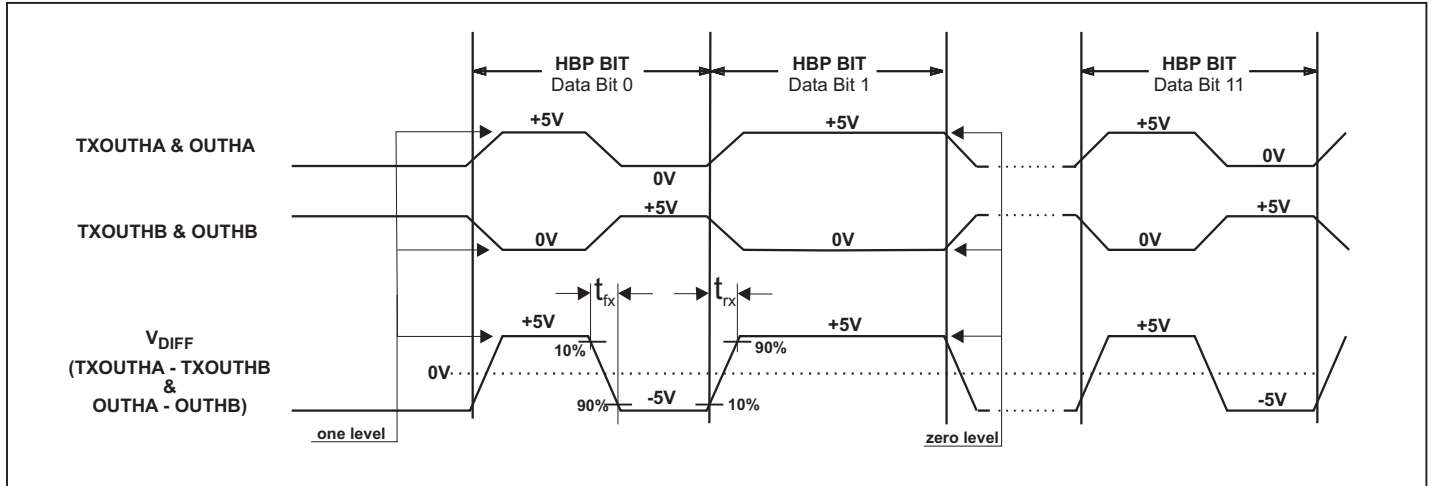 HBP BIT
Data Bit 0
HBP BIT
Data Bit 1
HBP BIT
Data Bit 11
TXOUTHA & OUTHA
+5V
0V
+5V
+5V
0V
TXOUTHB & OUTHB
0V
+5V
0V
0V
+5V
tfx
trx
VDIFF
(TXOUTHA - TXOUTHB
&
OUTHA - OUTHB)
+5V
10%
90%
-5V
+5V
90%
10%
+5V
-5V
0V
one level
zero level